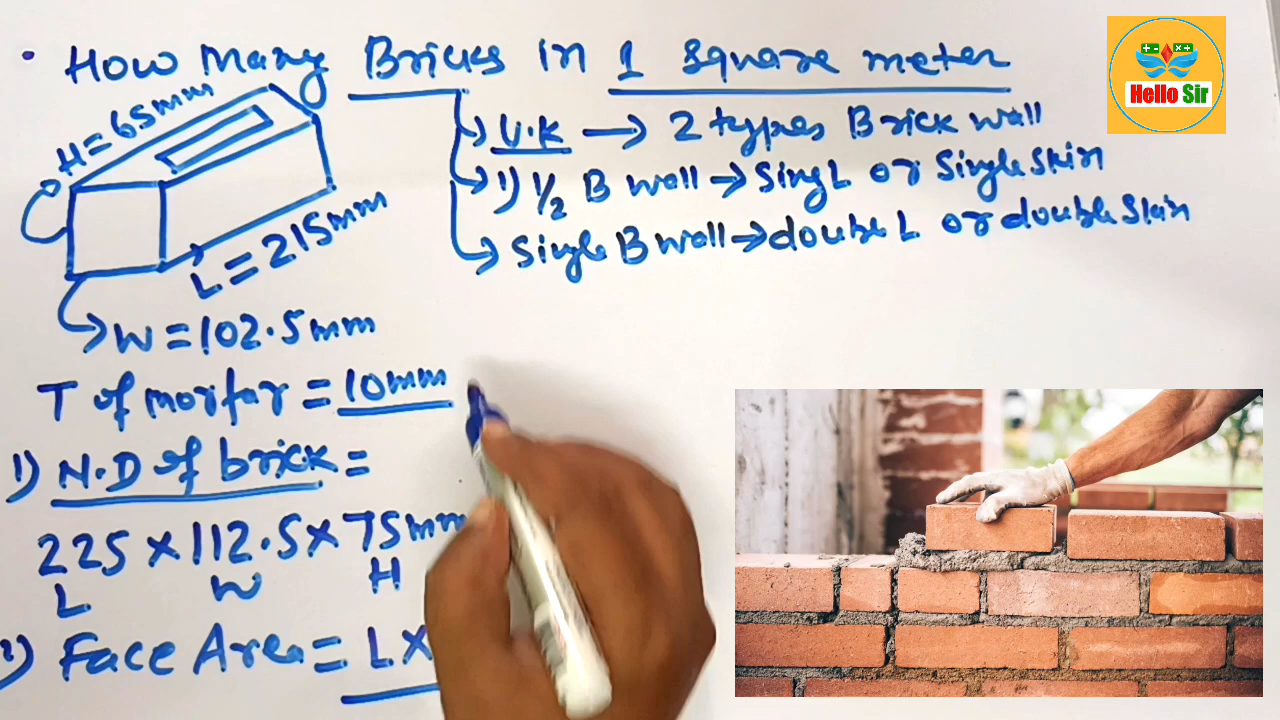 • How Many Bricks in 1 square meter
H = 65mm
→ U.K → 2 types Brick wall
→ 1) 1/2 B wall → Sing L or Single Skin
→ Single B wall → double L or double Skin
L = 215mm
→ W = 102.5mm
T of mortar = 10mm
1) N.D of brick =
225 × 112.5 × 75mm
L W H
2) Face Area = L ×
Hello Sir